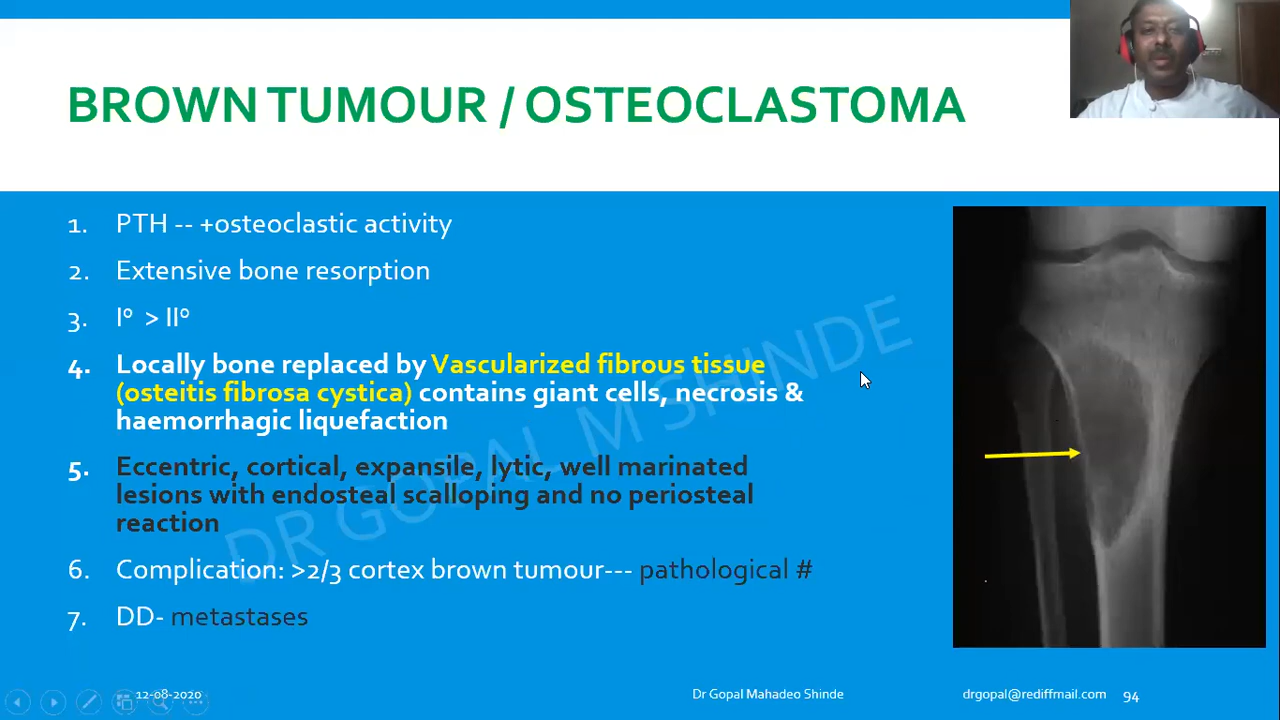 BROWN TUMOUR / OSTEOCLASTOMA
1. PTH -- +osteoclastic activity
2. Extensive bone resorption
3. I⁰ > II⁰
4. Locally bone replaced by Vascularized fibrous tissue
(osteitis fibrosa cystica) contains giant cells, necrosis &
haemorrhagic liquefaction
5. Eccentric, cortical, expansile, lytic, well marinated
lesions with endosteal scalloping and no periosteal
reaction
6. Complication: >2/3 cortex brown tumour--- pathological #
7. DD- metastases
DR GOPAL M SHINDE
12-08-2020
Dr Gopal Mahadeo Shinde
drgopal@rediffmail.com
94